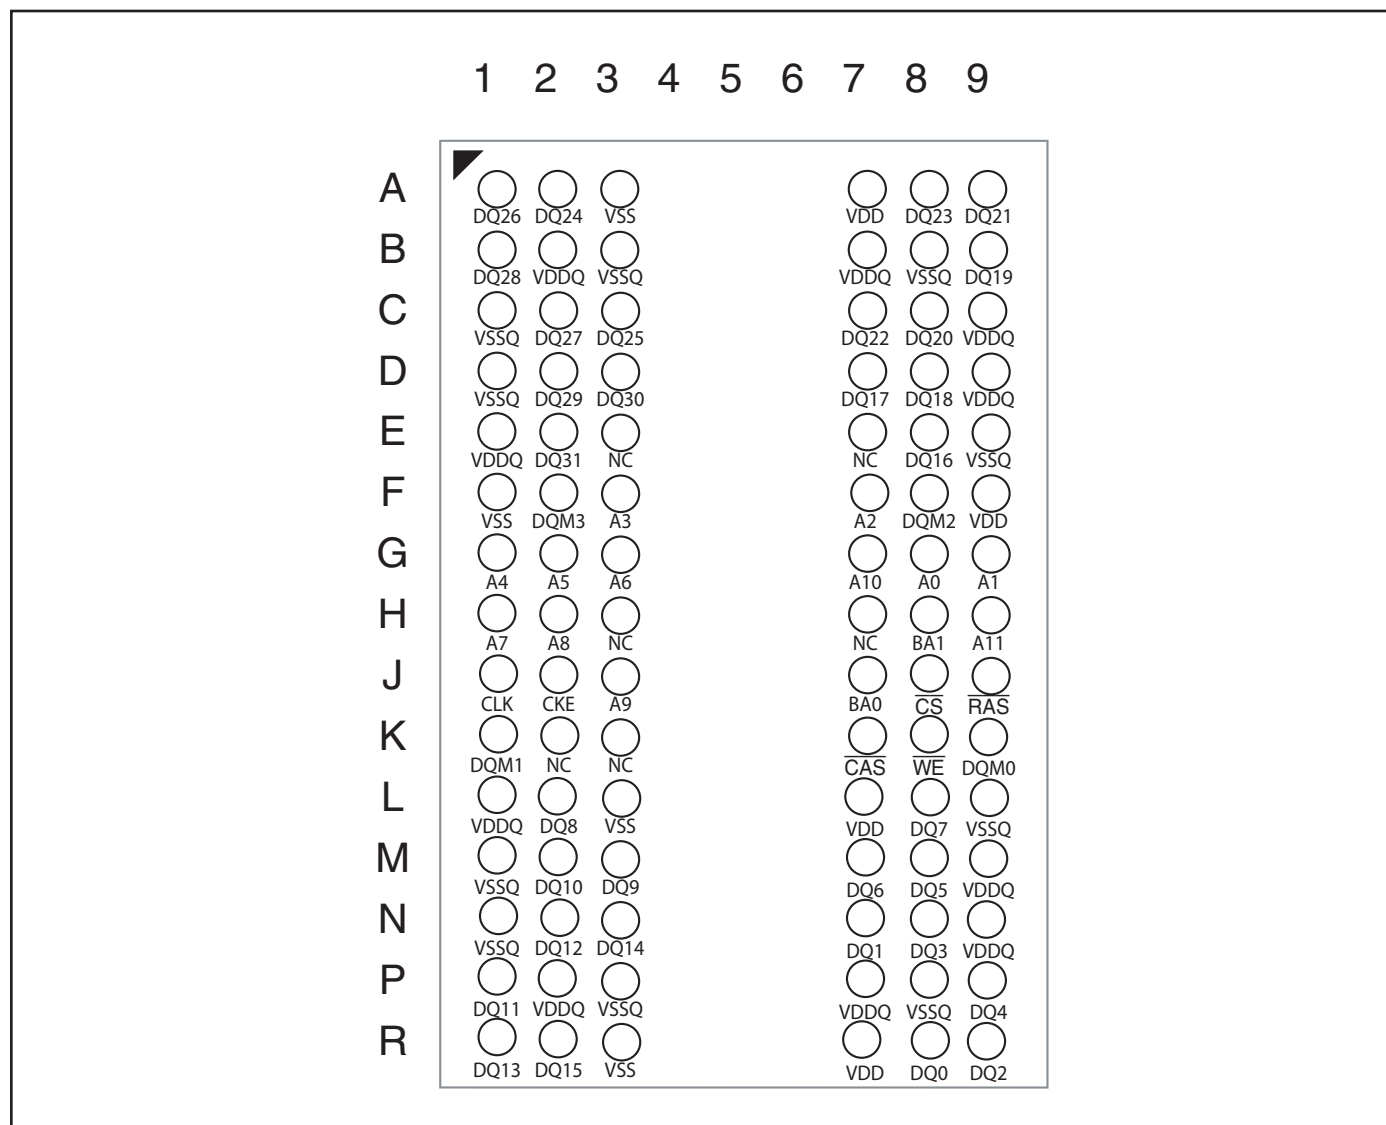 1 2 3 4 5 6 7 8 9
A
DQ26 DQ24 VSS VDD DQ23 DQ21
B
DQ28 VDDQ VSSQ VDDQ VSSQ DQ19
C
VSSQ DQ27 DQ25 DQ22 DQ20 VDDQ
D
VSSQ DQ29 DQ30 DQ17 DQ18 VDDQ
E
VDDQ DQ31 NC NC DQ16 VSSQ
F
VSS DQM3 A3 A2 DQM2 VDD
G
A4 A5 A6 A10 A0 A1
H
A7 A8 NC NC BA1 A11
J
CLK CKE A9 BA0 C̅S̅ R̅A̅S̅
K
DQM1 NC NC C̅A̅S̅ W̅E̅ DQM0
L
VDDQ DQ8 VSS VDD DQ7 VSSQ
M
VSSQ DQ10 DQ9 DQ6 DQ5 VDDQ
N
VSSQ DQ12 DQ14 DQ1 DQ3 VDDQ
P
DQ11 VDDQ VSSQ VDDQ VSSQ DQ4
R
DQ13 DQ15 VSS VDD DQ0 DQ2